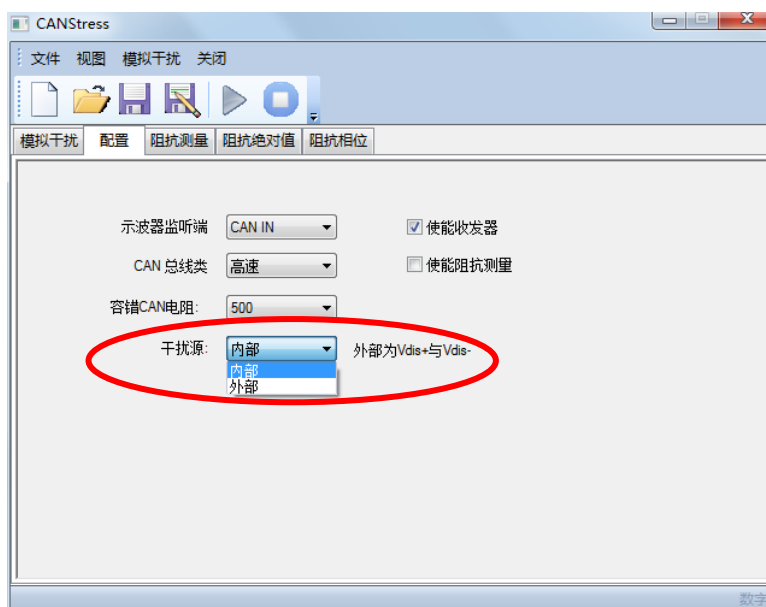 CANStress
文件 视图 模拟干扰 关闭
模拟干扰 配置 阻抗测量 阻抗绝对值 阻抗相位
示波器监听端 CAN IN 使能收发器
CAN 总线类 高速 使能阻抗测量
容错CAN电阻: 500
干扰源: 内部 外部为Vdis+与Vdis-
内部
外部
数字